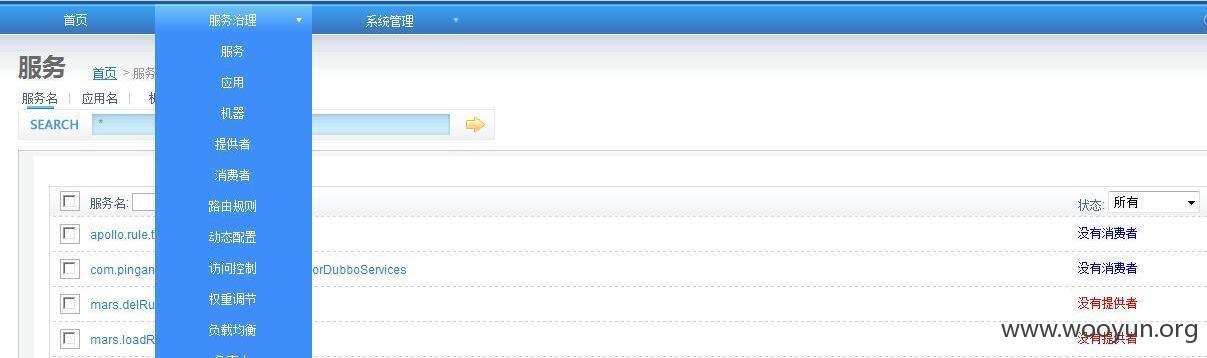 首页 服务治理 系统管理
服务 首页 > 服务
服务
服务名 应用名
应用
SEARCH *
机器
提供者
消费者
服务名: 路由规则 状态: 所有
apollo.rule.t 动态配置 没有消费者
com.pingan 访问控制 orDubboServices 没有消费者
mars.delRu 权重调节 没有提供者
mars.loadR 负载均衡 没有提供者
www.wooyun.org